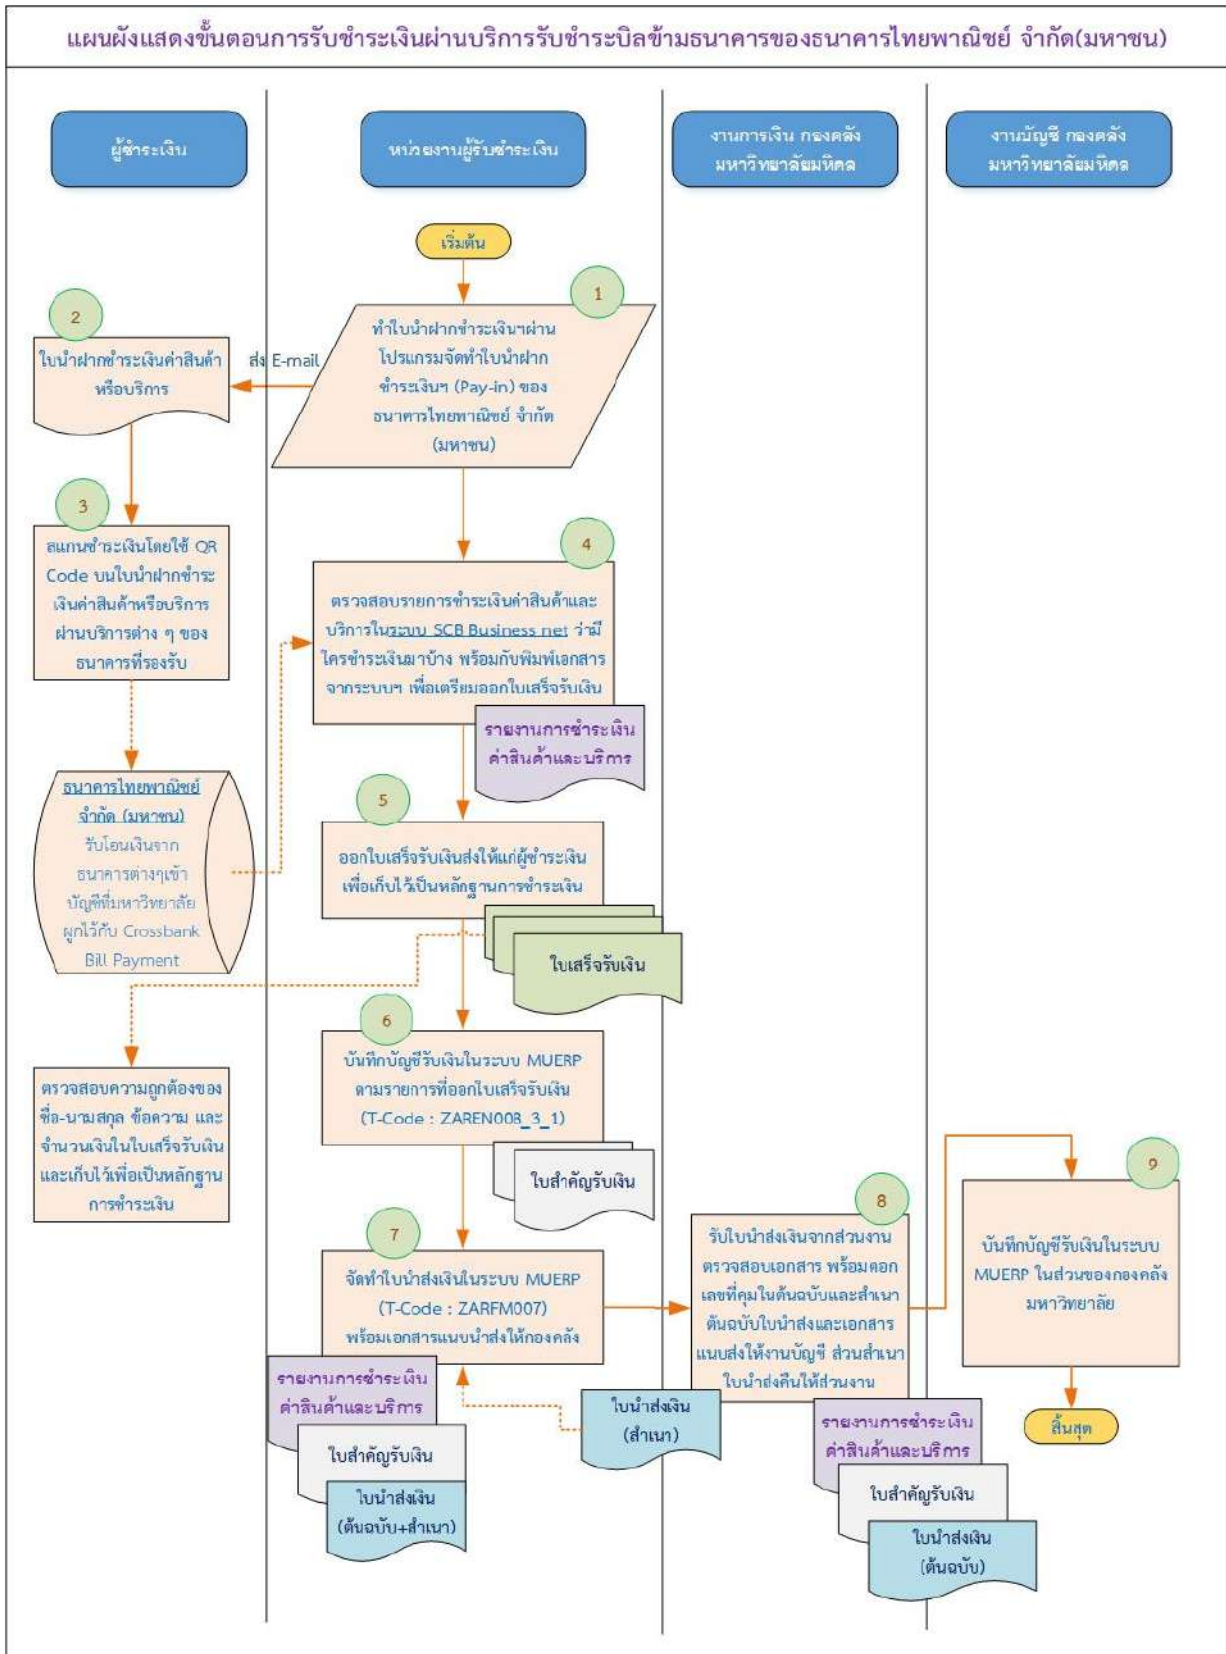 แผนผังแสดงขั้นตอนการรับชำระเงินผ่านบริการรับชำระบิลข้ามธนาคารของธนาคารไทยพาณิชย์ จำกัด(มหาชน)
ผู้ชำระเงิน
หน่วยงานผู้รับชำระเงิน
งานการเงิน กองคลัง
มหาวิทยาลัยมหิดล
งานบัญชี กองคลัง
มหาวิทยาลัยมหิดล
เริ่มต้น
1
ทำใบนำฝากชำระเงินฯผ่าน
โปรแกรมจัดทำใบนำฝาก
ชำระเงินฯ (Pay-in) ของ
ธนาคารไทยพาณิชย์ จำกัด
(มหาชน)
ส่ง E-mail
2
ใบนำฝากชำระเงินค่าสินค้า
หรือบริการ
3
สแกนชำระเงินโดยใช้ QR
Code บนใบนำฝากชำระ
เงินค่าสินค้าหรือบริการ
ผ่านบริการต่าง ๆ ของ
ธนาคารที่รองรับ
ธนาคารไทยพาณิชย์
จำกัด (มหาชน)
รับโอนเงินจาก
ธนาคารต่างๆเข้า
บัญชีที่มหาวิทยาลัย
ผูกไว้กับ Crossbank
Bill Payment
4
ตรวจสอบรายการชำระเงินค่าสินค้าและ
บริการในระบบ SCB Business net ว่ามี
ใครชำระเงินมาบ้าง พร้อมกับพิมพ์เอกสาร
จากระบบฯ เพื่อเตรียมออกใบเสร็จรับเงิน
รายงานการชำระเงิน
ค่าสินค้าและบริการ
5
ออกใบเสร็จรับเงินส่งให้แก่ผู้ชำระเงิน
เพื่อเก็บไว้เป็นหลักฐานการชำระเงิน
ใบเสร็จรับเงิน
ตรวจสอบความถูกต้องของ
ชื่อ-นามสกุล ข้อความ และ
จำนวนเงินในใบเสร็จรับเงิน
และเก็บไว้เพื่อเป็นหลักฐาน
การชำระเงิน
6
บันทึกบัญชีรับเงินในระบบ MUERP
ตามรายการที่ออกใบเสร็จรับเงิน
(T-Code : ZAREN008_3_1)
ใบสำคัญรับเงิน
7
จัดทำใบนำส่งเงินในระบบ MUERP
(T-Code : ZARFM007)
พร้อมเอกสารแนบนำส่งให้กองคลัง
รายงานการชำระเงิน
ค่าสินค้าและบริการ
ใบสำคัญรับเงิน
ใบนำส่งเงิน
(ต้นฉบับ+สำเนา)
ใบนำส่งเงิน
(สำเนา)
8
รับใบนำส่งเงินจากส่วนงาน
ตรวจสอบเอกสาร พร้อมตอก
เลขที่คุมในต้นฉบับและสำเนา
ต้นฉบับใบนำส่งและเอกสาร
แนบส่งให้งานบัญชี ส่วนสำเนา
ใบนำส่งคืนให้ส่วนงาน
รายงานการชำระเงิน
ค่าสินค้าและบริการ
ใบสำคัญรับเงิน
ใบนำส่งเงิน
(ต้นฉบับ)
9
บันทึกบัญชีรับเงินในระบบ
MUERP ในส่วนของกองคลัง
มหาวิทยาลัย
สิ้นสุด